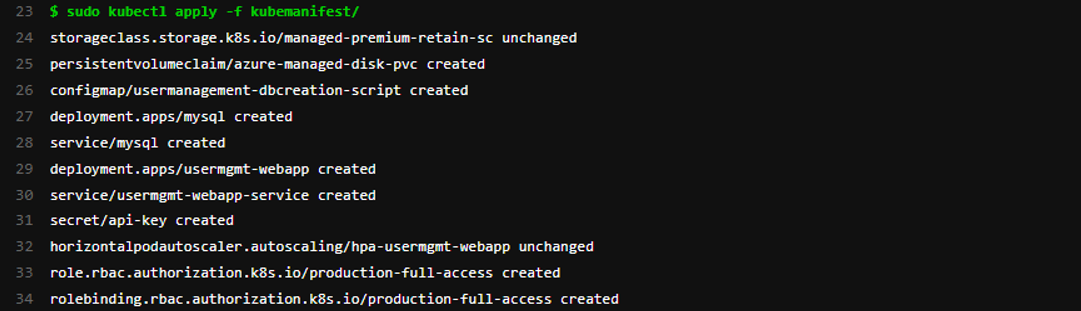 23 $ sudo kubectl apply -f kubemanifest/
24 storageclass.storage.k8s.io/managed-premium-retain-sc unchanged
25 persistentvolumeclaim/azure-managed-disk-pvc created
26 configmap/usermanagement-dbcreation-script created
27 deployment.apps/mysql created
28 service/mysql created
29 deployment.apps/usermgmt-webapp created
30 service/usermgmt-webapp-service created
31 secret/api-key created
32 horizontalpodautoscaler.autoscaling/hpa-usermgmt-webapp unchanged
33 role.rbac.authorization.k8s.io/production-full-access created
34 rolebinding.rbac.authorization.k8s.io/production-full-access created